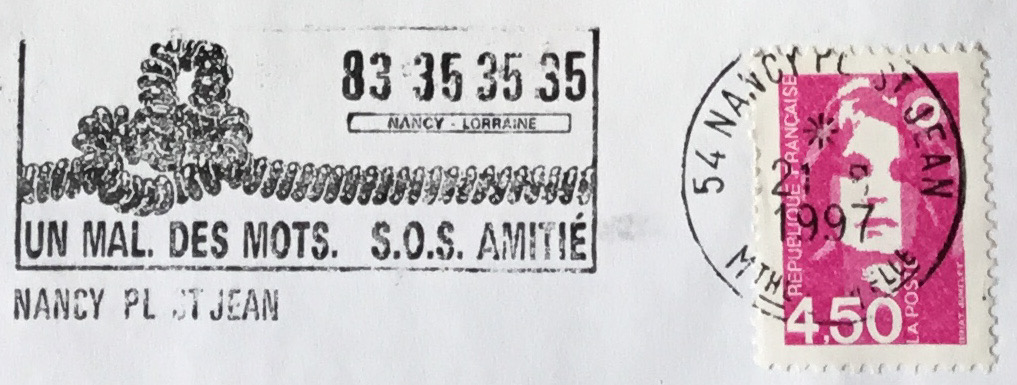 83 35 35 35
NANCY - LORRAINE
UN MAL. DES MOTS. S.O.S. AMITIÉ
NANCY PL ST JEAN
54 NANCY PL ST JEAN
1997
RÉPUBLIQUE FRANÇAISE
4,50
LA POSTE